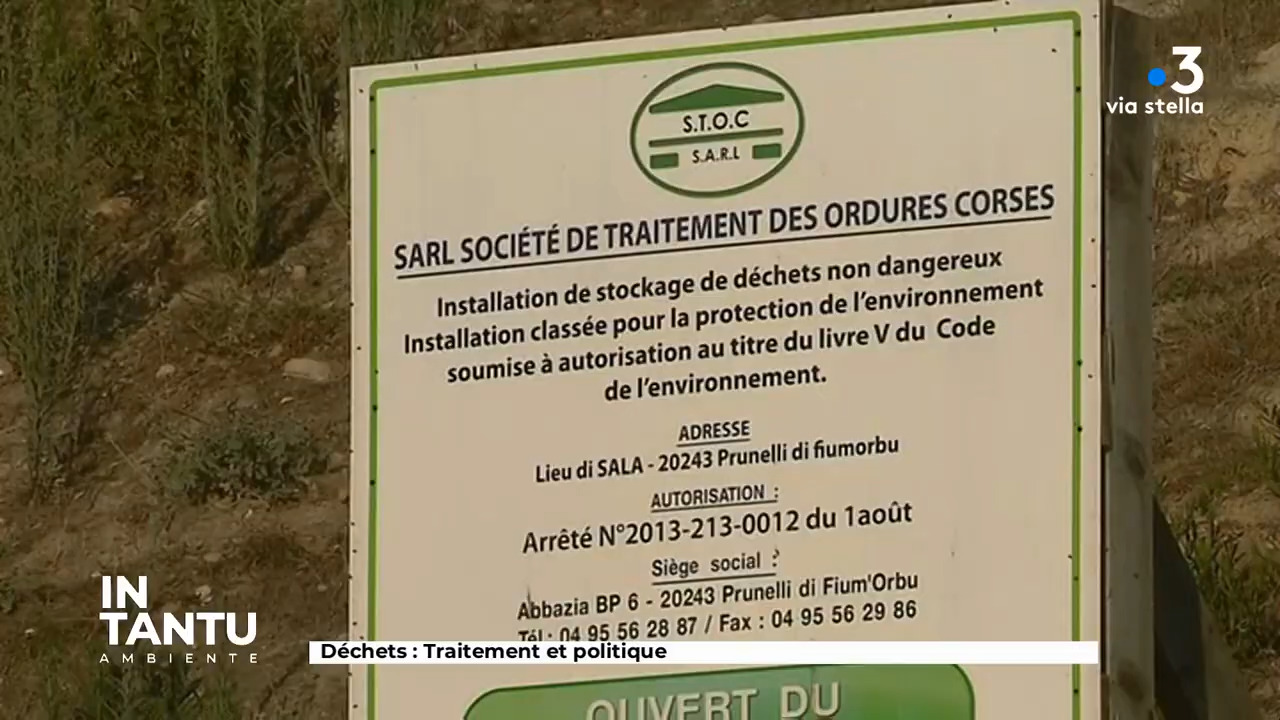 3
via stella
S.T.O.C
S.A.R.L
SARL SOCIÉTÉ DE TRAITEMENT DES ORDURES CORSES
Installation de stockage de déchets non dangereux
Installation classée pour la protection de l'environnement
soumise à autorisation au titre du livre V du Code
de l'environnement.
ADRESSE
Lieu di SALA - 20243 Prunelli di fiumorbu
AUTORISATION :
Arrêté N°2013-213-0012 du 1août
Siège social :
Abbazia BP 6 - 20243 Prunelli di Fium'Orbu
Tél : 04 95 56 28 87 / Fax : 04 95 56 29 86
IN
TANTU
AMBIENTE
Déchets : Traitement et politique
OUVERT DU